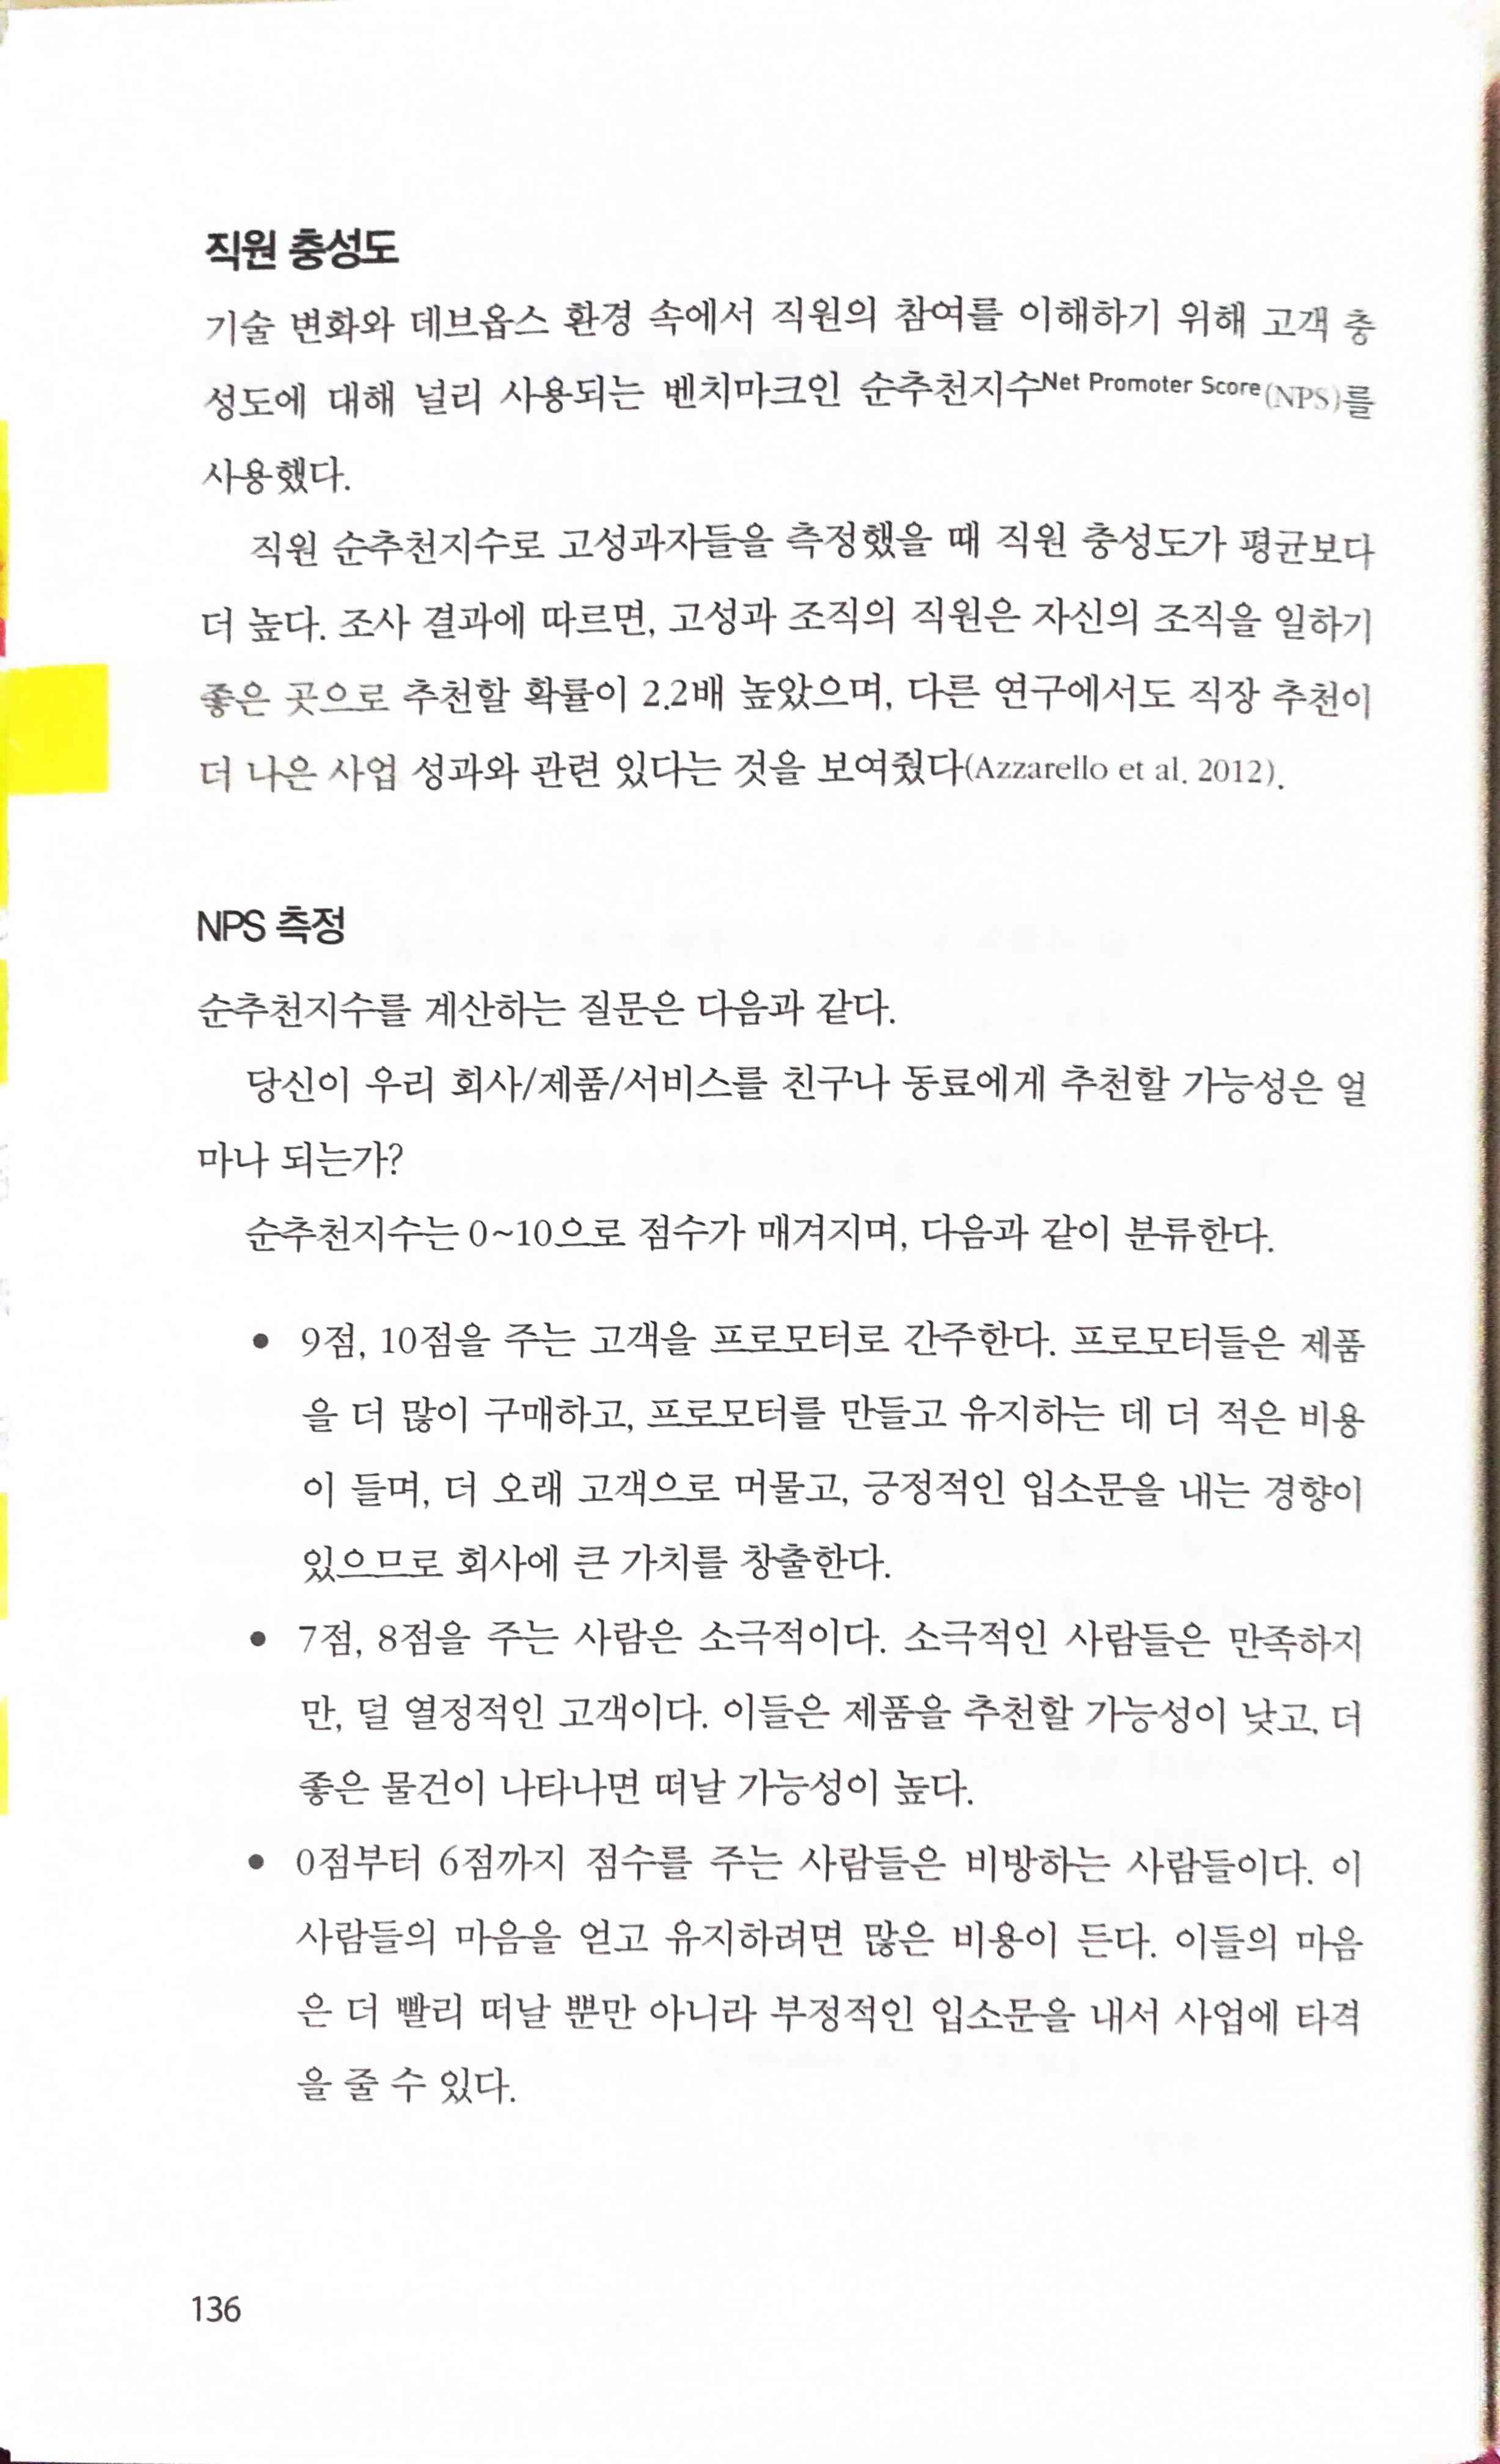 직원 충성도
기술 변화와 데브옵스 환경 속에서 직원의 참여를 이해하기 위해 고객 충
성도에 대해 널리 사용되는 벤치마크인 순추천지수Net Promoter Score(NPS)를
사용했다.
직원 순추천지수로 고성과자들을 측정했을 때 직원 충성도가 평균보다
더 높다. 조사 결과에 따르면, 고성과 조직의 직원은 자신의 조직을 일하기
좋은 곳으로 추천할 확률이 2.2배 높았으며, 다른 연구에서도 직장 추천이
더 나은 사업 성과와 관련 있다는 것을 보여줬다(Azzarello et al. 2012).
NPS 측정
순추천지수를 계산하는 질문은 다음과 같다.
당신이 우리 회사/제품/서비스를 친구나 동료에게 추천할 가능성은 얼
마나 되는가?
순추천지수는 0~10으로 점수가 매겨지며, 다음과 같이 분류한다.
• 9점, 10점을 주는 고객을 프로모터로 간주한다. 프로모터들은 제품
을 더 많이 구매하고, 프로모터를 만들고 유지하는 데 더 적은 비용
이 들며, 더 오래 고객으로 머물고, 긍정적인 입소문을 내는 경향이
있으므로 회사에 큰 가치를 창출한다.
• 7점, 8점을 주는 사람은 소극적이다. 소극적인 사람들은 만족하지
만, 덜 열정적인 고객이다. 이들은 제품을 추천할 가능성이 낮고, 더
좋은 물건이 나타나면 떠날 가능성이 높다.
• 0점부터 6점까지 점수를 주는 사람들은 비방하는 사람들이다. 이
사람들의 마음을 얻고 유지하려면 많은 비용이 든다. 이들의 마음
은 더 빨리 떠날 뿐만 아니라 부정적인 입소문을 내서 사업에 타격
을 줄 수 있다.
136